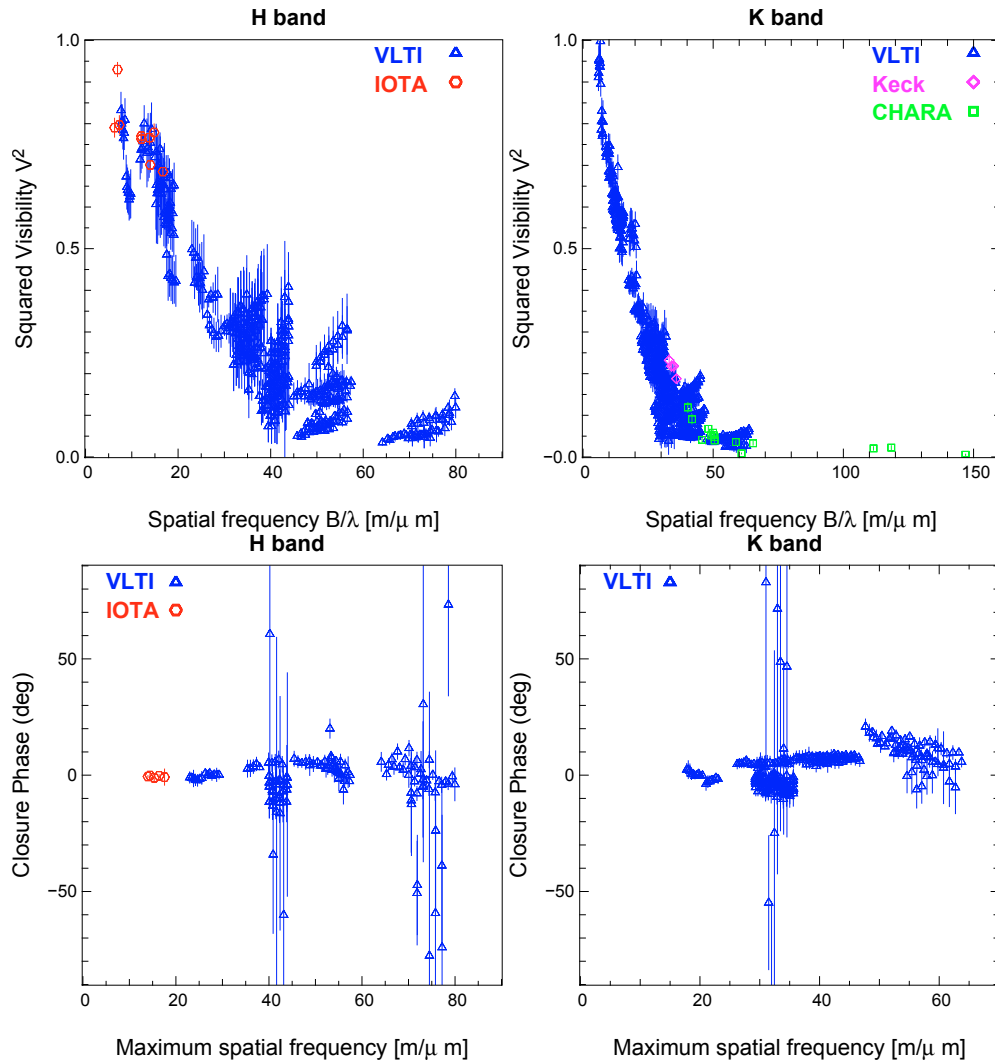 H band
1.0
0.5
0.0
0
20
40
60
80
Squared Visibility V²
Spatial frequency B/λ [m/μ m]
VLTI
IOTA
K band
1.0
0.5
−0.0
0
50
100
150
Squared Visibility V²
Spatial frequency B/λ [m/μ m]
VLTI
Keck
CHARA
H band
50
0
−50
0
20
40
60
80
Closure Phase (deg)
Maximum spatial frequency [m/μ m]
VLTI
IOTA
K band
50
0
−50
0
20
40
60
Closure Phase (deg)
Maximum spatial frequency [m/μ m]
VLTI